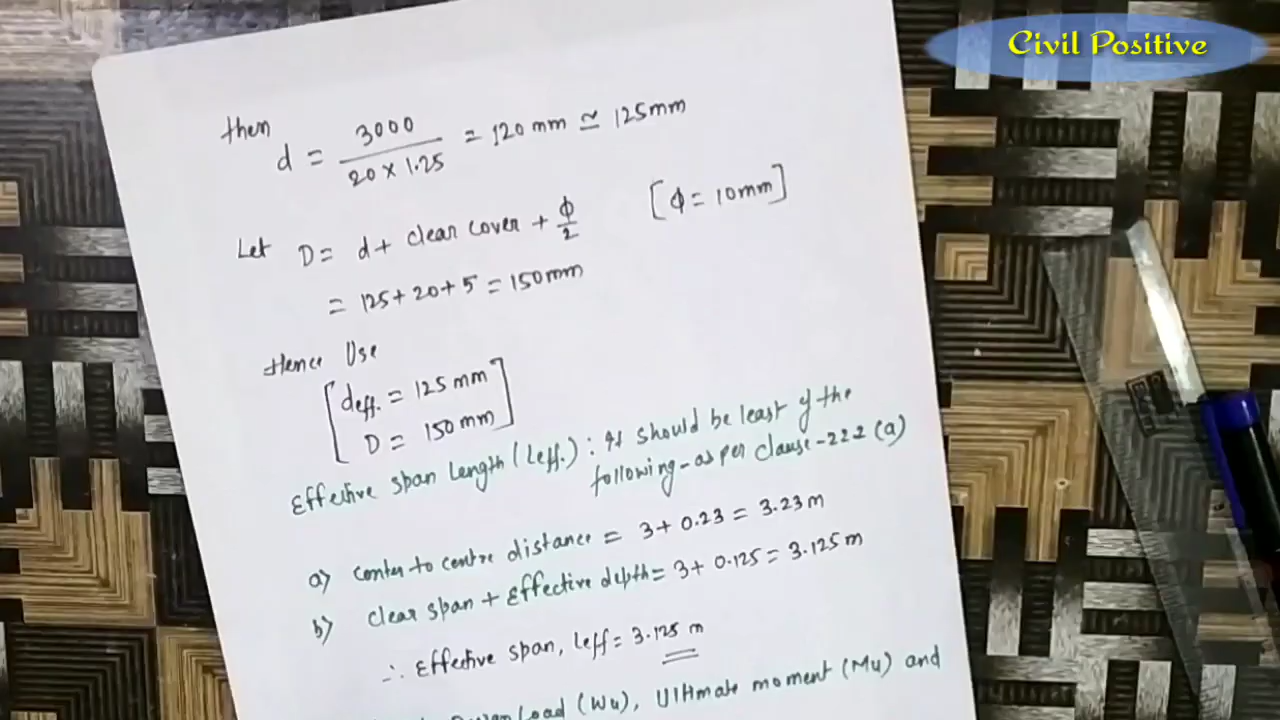 Civil Positive
then
d = 3000 / 20 × 1.25 = 120 mm ≃ 125mm
Let D = d + clear cover + ϕ/2 [ϕ = 10mm]
= 125 + 20 + 5 = 150mm
Hence Use
deff. = 125 mm
D = 150 mm
Effective span Length (Leff.) : It should be least of the
following - as per clause - 22.2 (a)
a) Center to centre distance = 3 + 0.23 = 3.23 m
b) clear span + Effective depth = 3 + 0.125 = 3.125 m
∴ Effective span, leff = 3.125 m
Load (Wu), Ultimate moment (Mu) and